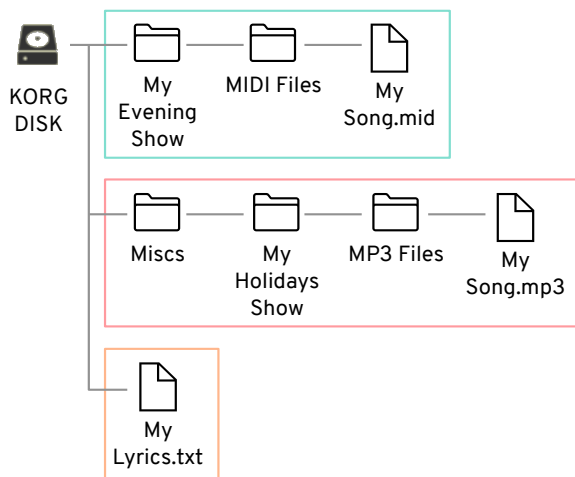 KORG
DISK
My
Evening
Show
MIDI Files
My
Song.mid
Miscs
My
Holidays
Show
MP3 Files
My
Song.mp3
My
Lyrics.txt